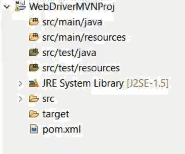 WebDriverMVNProj
src/main/java
src/main/resources
src/test/java
src/test/resources
JRE System Library [J2SE-1.5]
src
target
pom.xml